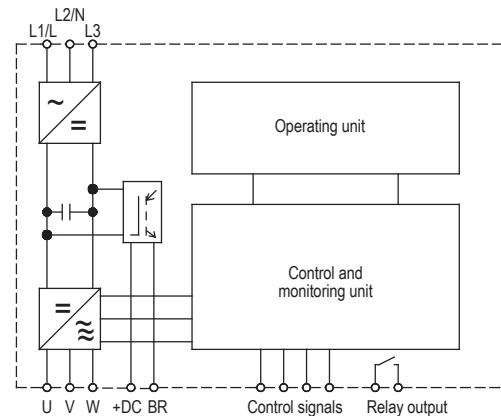 L2/N
L1/L L3
~
=
Operating unit
Control and
monitoring unit
=
≈
U V W +DC BR Control signals Relay output